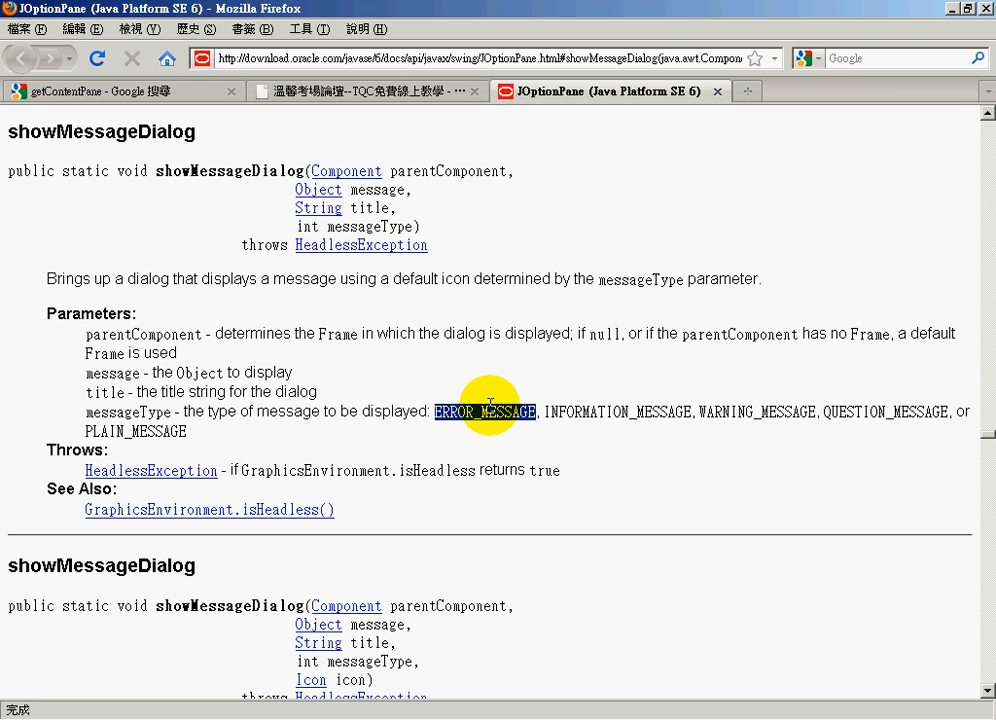 JOptionPane (Java Platform SE 6) - Mozilla Firefox
檔案(F) 編輯(E) 檢視(V) 歷史(S) 書籤(B) 工具(T) 說明(H)
http://download.oracle.com/javase/6/docs/api/javax/swing/JOptionPane.html#showMessageDialog(java.awt.Compon Google
getContentPane - Google 搜尋 溫馨考場論壇--TQC免費線上教學 - ··· JOptionPane (Java Platform SE 6)
showMessageDialog
public static void showMessageDialog(Component parentComponent,
Object message,
String title,
int messageType)
throws HeadlessException
Brings up a dialog that displays a message using a default icon determined by the messageType parameter.
Parameters:
parentComponent - determines the Frame in which the dialog is displayed; if null, or if the parentComponent has no Frame, a default
Frame is used
message - the Object to display
title - the title string for the dialog
messageType - the type of message to be displayed: ERROR_MESSAGE, INFORMATION_MESSAGE, WARNING_MESSAGE, QUESTION_MESSAGE, or
PLAIN_MESSAGE
Throws:
HeadlessException - if GraphicsEnvironment.isHeadless returns true
See Also:
GraphicsEnvironment.isHeadless()
showMessageDialog
public static void showMessageDialog(Component parentComponent,
Object message,
String title,
int messageType,
Icon icon)
throws HeadlessException
完成